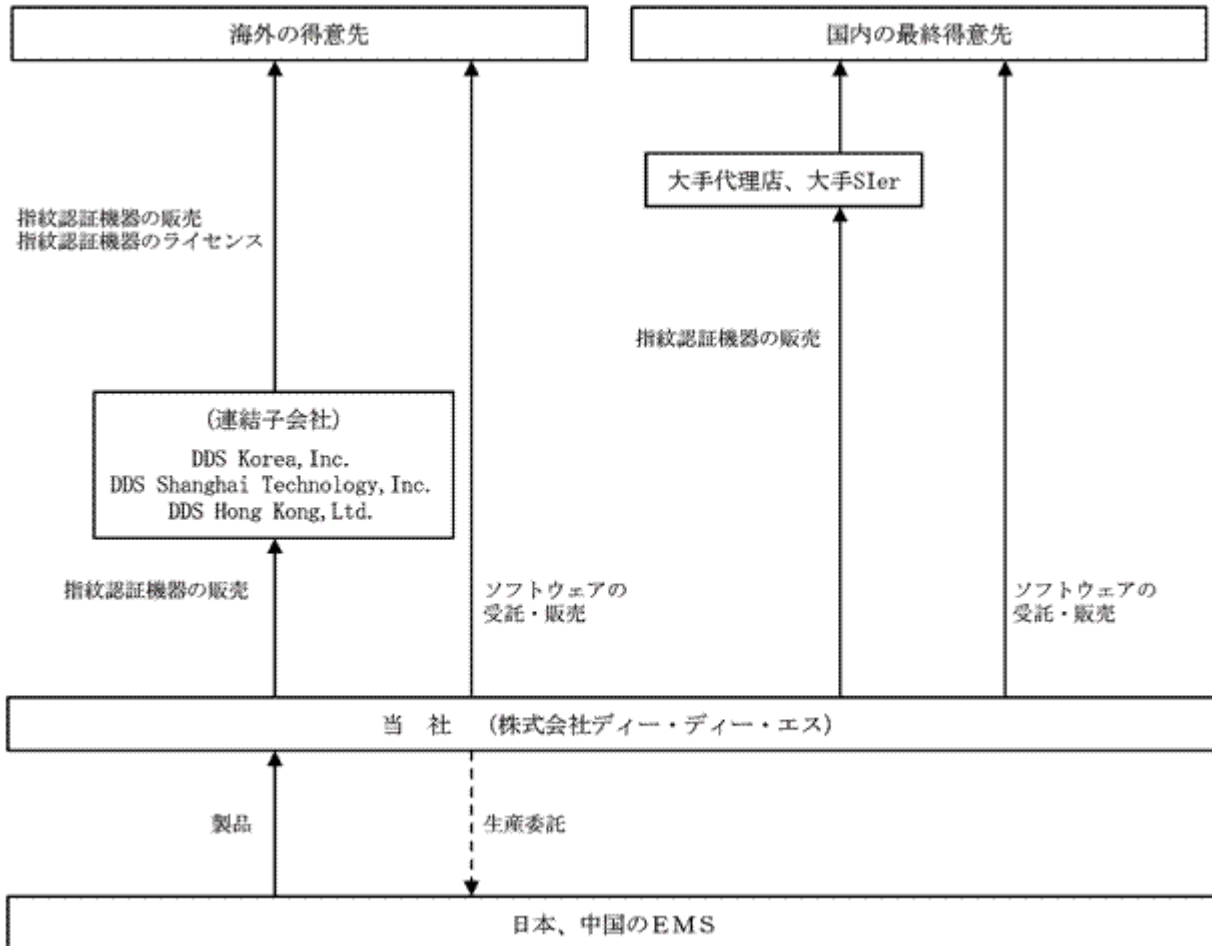 海外の得意先
国内の最終得意先
大手代理店、大手SIer
指紋認証機器の販売
指紋認証機器のライセンス
指紋認証機器の販売
(連結子会社)
DDS Korea,Inc.
DDS Shanghai Technology,Inc.
DDS Hong Kong,Ltd.
指紋認証機器の販売
ソフトウェアの
受託・販売
ソフトウェアの
受託・販売
当 社 (株式会社ディー・ディー・エス)
製品
生産委託
日本、中国のEMS